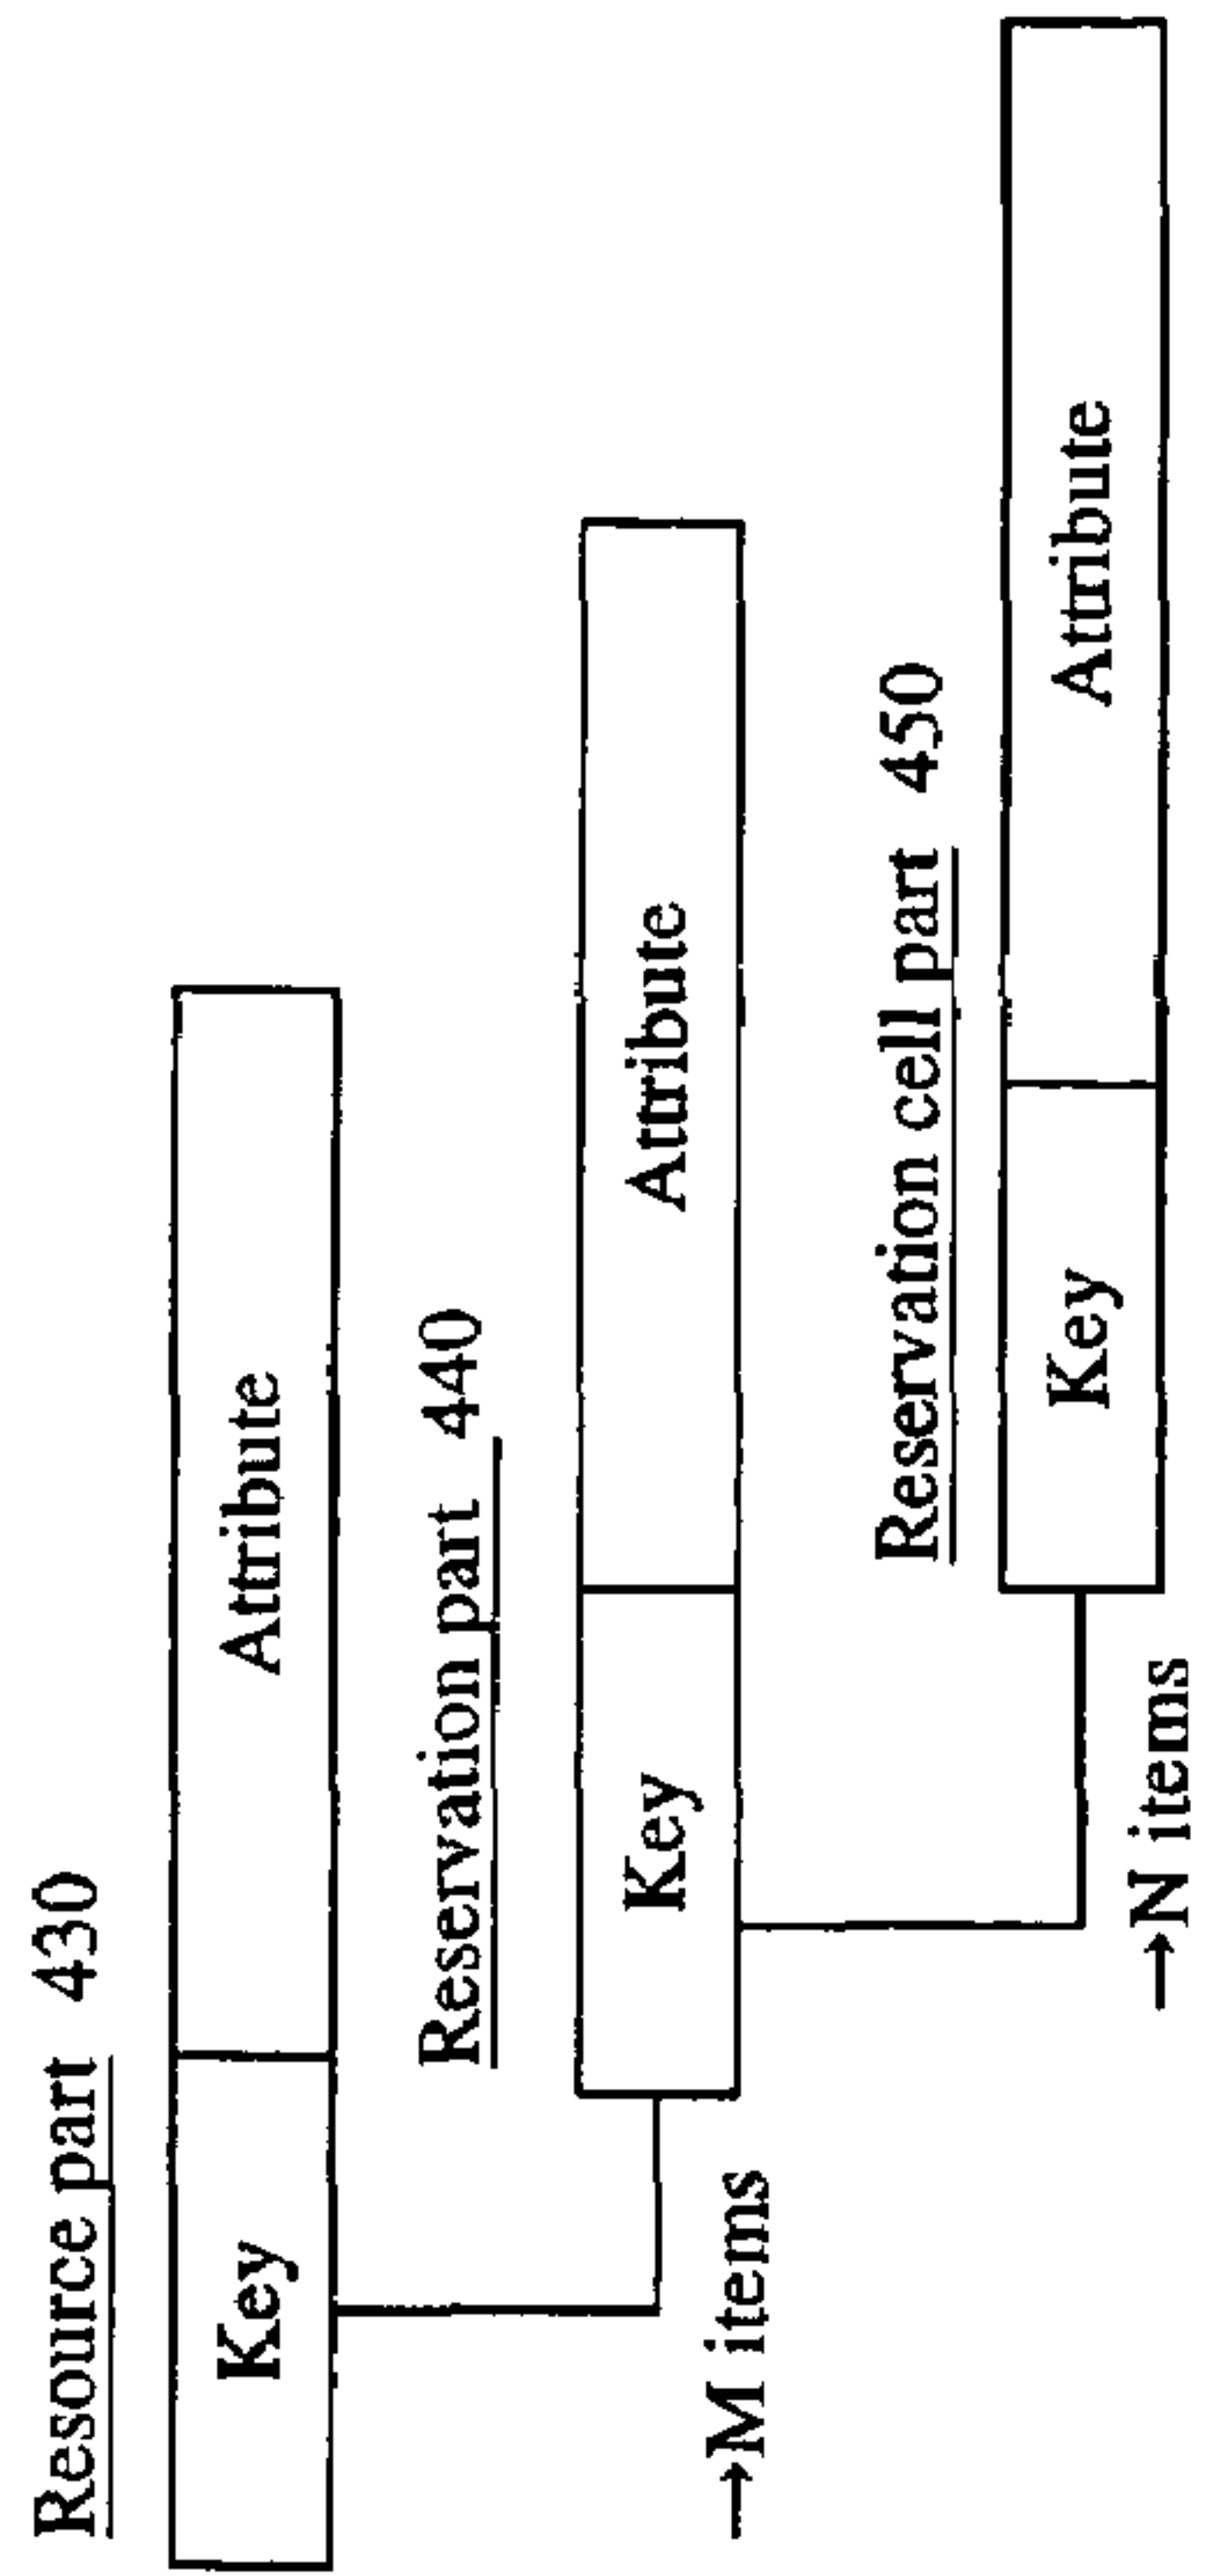 Resource part 430
Key Attribute
Reservation part 440
→M items
Key Attribute
Reservation cell part 450
→N items
Key Attribute